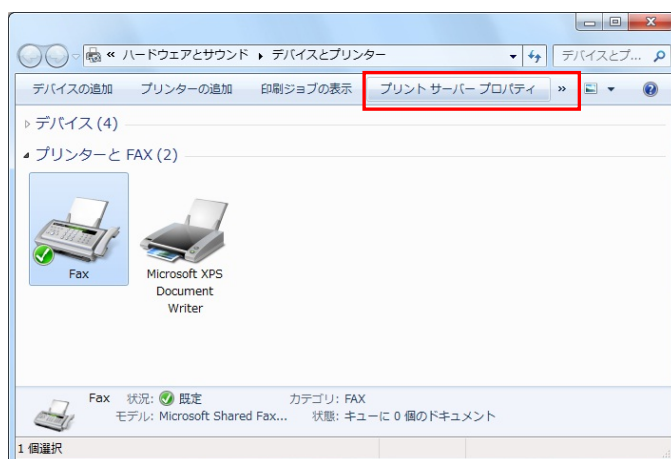 « ハードウェアとサウンド ▸ デバイスとプリンター デバイスとプ...
デバイスの追加 プリンターの追加 印刷ジョブの表示 プリント サーバー プロパティ »
デバイス (4)
プリンターと FAX (2)
Fax
Microsoft XPS
Document
Writer
Fax 状況: 既定 カテゴリ: FAX
モデル: Microsoft Shared Fax... 状態: キューに 0 個のドキュメント
1 個選択